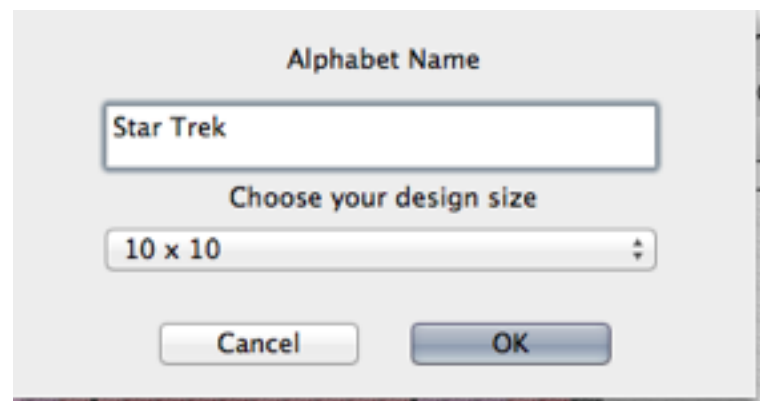 Alphabet Name
Star Trek
Choose your design size
10 x 10
Cancel OK